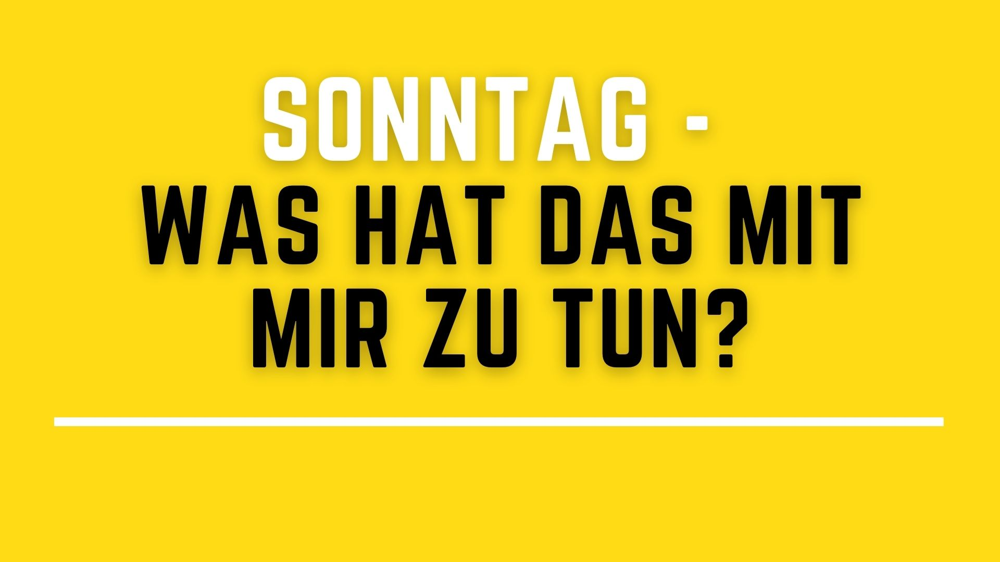 SONNTAG -
WAS HAT DAS MIT
MIR ZU TUN?